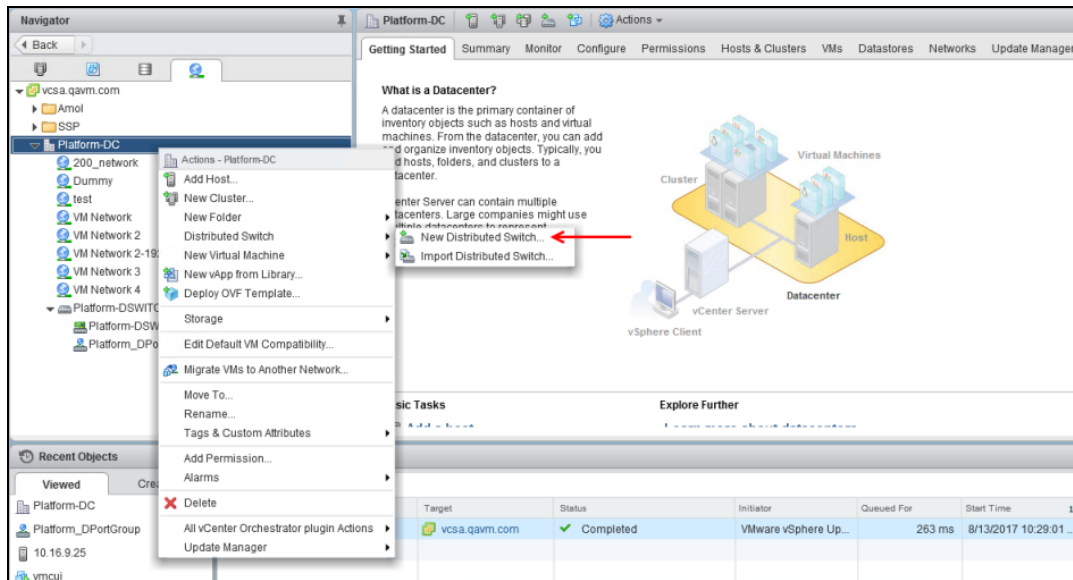 Navigator
Back
vcsa.qavm.com
Amol
SSP
Platform-DC
200_network
Dummy
test
VM Network
VM Network 2
VM Network 2-19
VM Network 3
VM Network 4
Platform-DSWITC
Platform-DSW
Platform_DPo
Actions - Platform-DC
Add Host...
New Cluster...
New Folder
Distributed Switch
New Virtual Machine
New vApp from Library...
Deploy OVF Template...
Storage
Edit Default VM Compatibility...
Migrate VMs to Another Network...
Move To...
Rename...
Tags & Custom Attributes
Add Permission...
Alarms
Delete
All vCenter Orchestrator plugin Actions
Update Manager
New Distributed Switch...
Import Distributed Switch...
Platform-DC Actions
Getting Started Summary Monitor Configure Permissions Hosts & Clusters VMs Datastores Networks Update Manager
What is a Datacenter?
A datacenter is the primary container of
inventory objects such as hosts and virtual
machines. From the datacenter, you can add
and organize inventory objects. Typically, you
hosts, folders, and clusters to a
tacenter.
enter Server can contain multiple
tacenters. Large companies might use
Cluster
Virtual Machines
Host
Datacenter
vCenter Server
vSphere Client
sic Tasks Explore Further
Recent Objects
Viewed Crea
Platform-DC
Platform_DPortGroup
10.16.9.25
vmcui
Target Status Initiator Queued For Start Time 1
vcsa.qavm.com Completed VMware vSphere Up... 263 ms 8/13/2017 10:29:01 ...